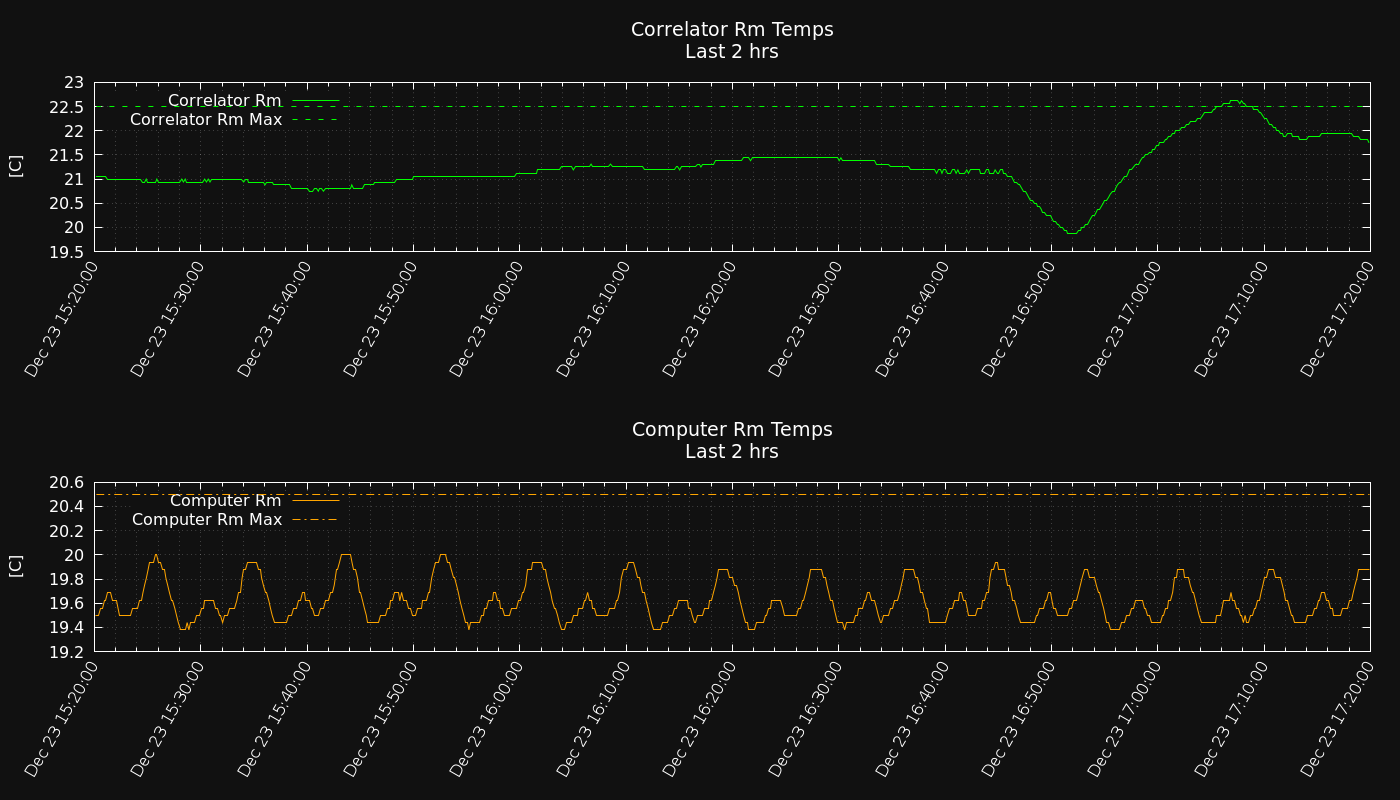 Correlator Rm Temps
Last 2 hrs
Correlator Rm
Correlator Rm Max
[C]
23
22.5
22
21.5
21
20.5
20
19.5
Dec 23 15:20:00
Dec 23 15:30:00
Dec 23 15:40:00
Dec 23 15:50:00
Dec 23 16:00:00
Dec 23 16:10:00
Dec 23 16:20:00
Dec 23 16:30:00
Dec 23 16:40:00
Dec 23 16:50:00
Dec 23 17:00:00
Dec 23 17:10:00
Dec 23 17:20:00
Computer Rm Temps
Last 2 hrs
Computer Rm
Computer Rm Max
[C]
20.6
20.4
20.2
20
19.8
19.6
19.4
19.2
Dec 23 15:20:00
Dec 23 15:30:00
Dec 23 15:40:00
Dec 23 15:50:00
Dec 23 16:00:00
Dec 23 16:10:00
Dec 23 16:20:00
Dec 23 16:30:00
Dec 23 16:40:00
Dec 23 16:50:00
Dec 23 17:00:00
Dec 23 17:10:00
Dec 23 17:20:00